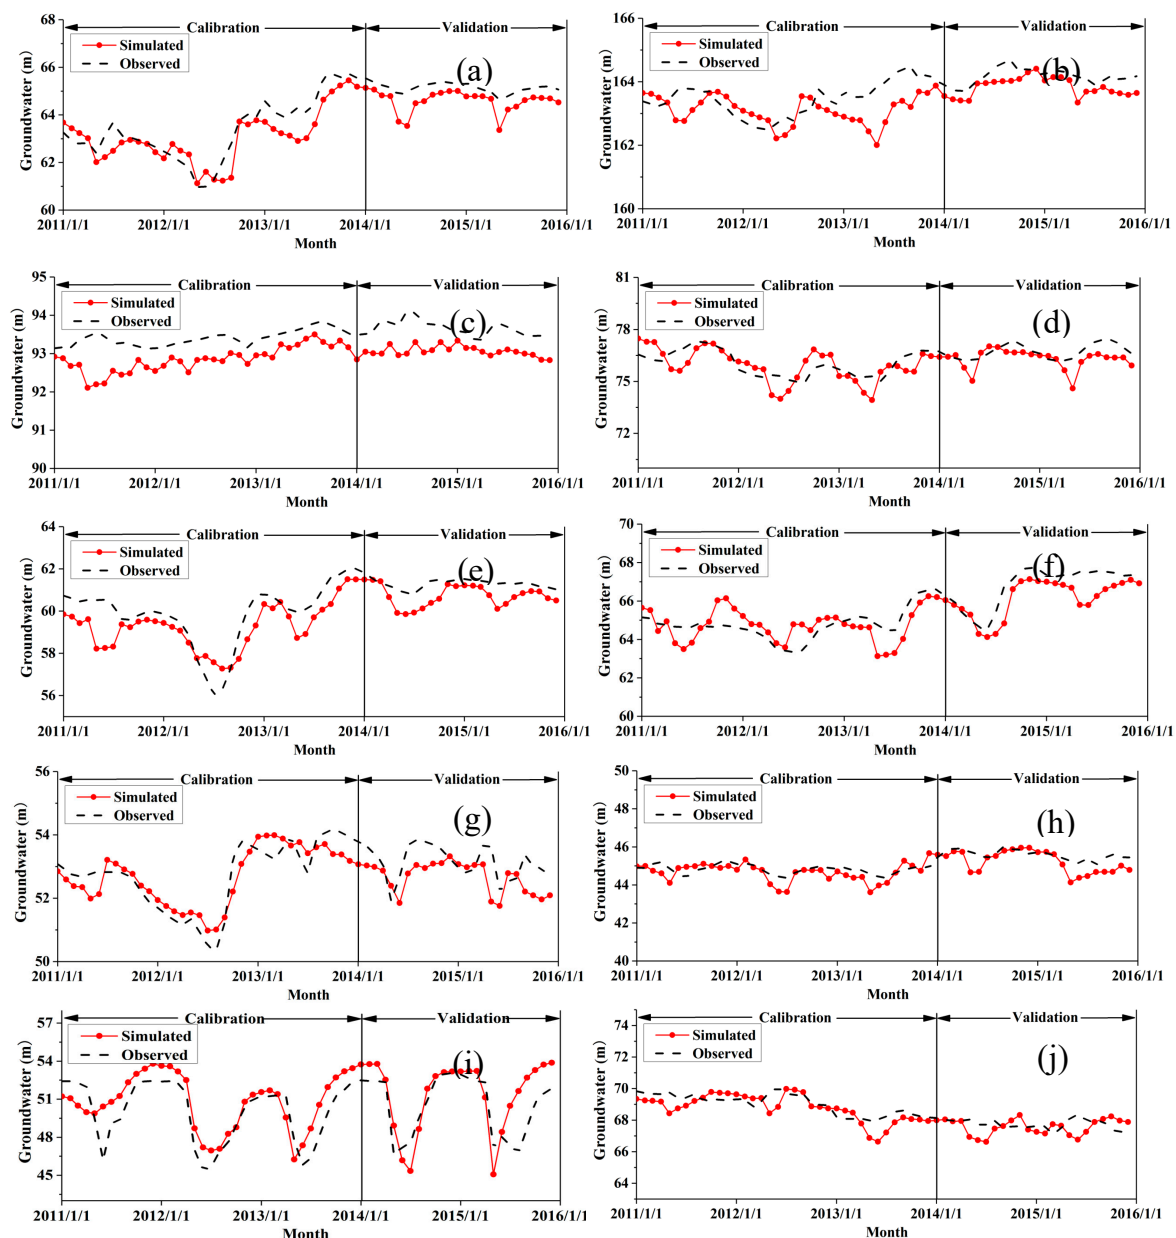 68
Calibration
Validation
Simulated
Observed
(a)
66
64
62
60
Groundwater (m)
2011/1/1 2012/1/1 2013/1/1 2014/1/1 2015/1/1 2016/1/1
Month
166
Calibration
Validation
Simulated
Observed
(b)
164
162
160
Groundwater (m)
2011/1/1 2012/1/1 2013/1/1 2014/1/1 2015/1/1 2016/1/1
Month
95
Calibration
Validation
Simulated
Observed
(c)
94
93
92
91
90
Groundwater (m)
2011/1/1 2012/1/1 2013/1/1 2014/1/1 2015/1/1 2016/1/1
Month
81
Calibration
Validation
Simulated
Observed
(d)
78
75
72
Groundwater (m)
2011/1/1 2012/1/1 2013/1/1 2014/1/1 2015/1/1 2016/1/1
Month
64
Calibration
Validation
Simulated
Observed
(e)
62
60
58
56
Groundwater (m)
2011/1/1 2012/1/1 2013/1/1 2014/1/1 2015/1/1 2016/1/1
Month
70
Calibration
Validation
Simulated
Observed
(f)
68
66
64
62
60
Groundwater (m)
2011/1/1 2012/1/1 2013/1/1 2014/1/1 2015/1/1 2016/1/1
Month
56
Calibration
Validation
Simulated
Observed
(g)
54
52
50
Groundwater (m)
2011/1/1 2012/1/1 2013/1/1 2014/1/1 2015/1/1 2016/1/1
Month
50
Calibration
Validation
Simulated
Observed
(h)
48
46
44
42
40
Groundwater (m)
2011/1/1 2012/1/1 2013/1/1 2014/1/1 2015/1/1 2016/1/1
Month
57
Calibration
Validation
Simulated
Observed
(i)
54
51
48
45
Groundwater (m)
2011/1/1 2012/1/1 2013/1/1 2014/1/1 2015/1/1 2016/1/1
Month
74
Calibration
Validation
Simulated
Observed
(j)
72
70
68
66
64
Groundwater (m)
2011/1/1 2012/1/1 2013/1/1 2014/1/1 2015/1/1 2016/1/1
Month